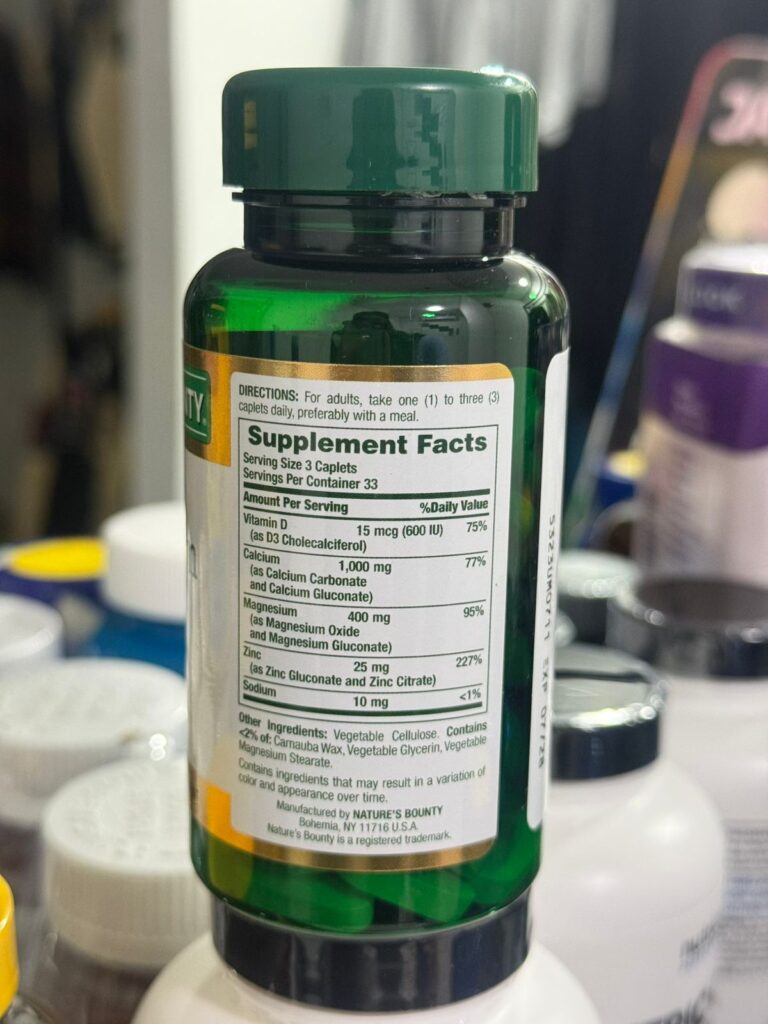 DIRECTIONS: For adults, take one (1) to three (3)
caplets daily, preferably with a meal.
Supplement Facts
Serving Size 3 Caplets
Servings Per Container 33
Amount Per Serving %Daily Value
Vitamin D 15 mcg (600 IU) 75%
(as D3 Cholecalciferol)
Calcium 1,000 mg 77%
(as Calcium Carbonate
and Calcium Gluconate)
Magnesium 400 mg 95%
(as Magnesium Oxide
and Magnesium Gluconate)
Zinc 25 mg 227%
(as Zinc Gluconate and Zinc Citrate)
Sodium 10 mg <1%
Other Ingredients: Vegetable Cellulose. Contains
<2% of: Carnauba Wax, Vegetable Glycerin, Vegetable
Magnesium Stearate.
Contains ingredients that may result in a variation of
color and appearance over time.
Manufactured by NATURE'S BOUNTY
Bohemia, NY 11716 U.S.A.
Nature's Bounty is a registered trademark.
EXP 07/28